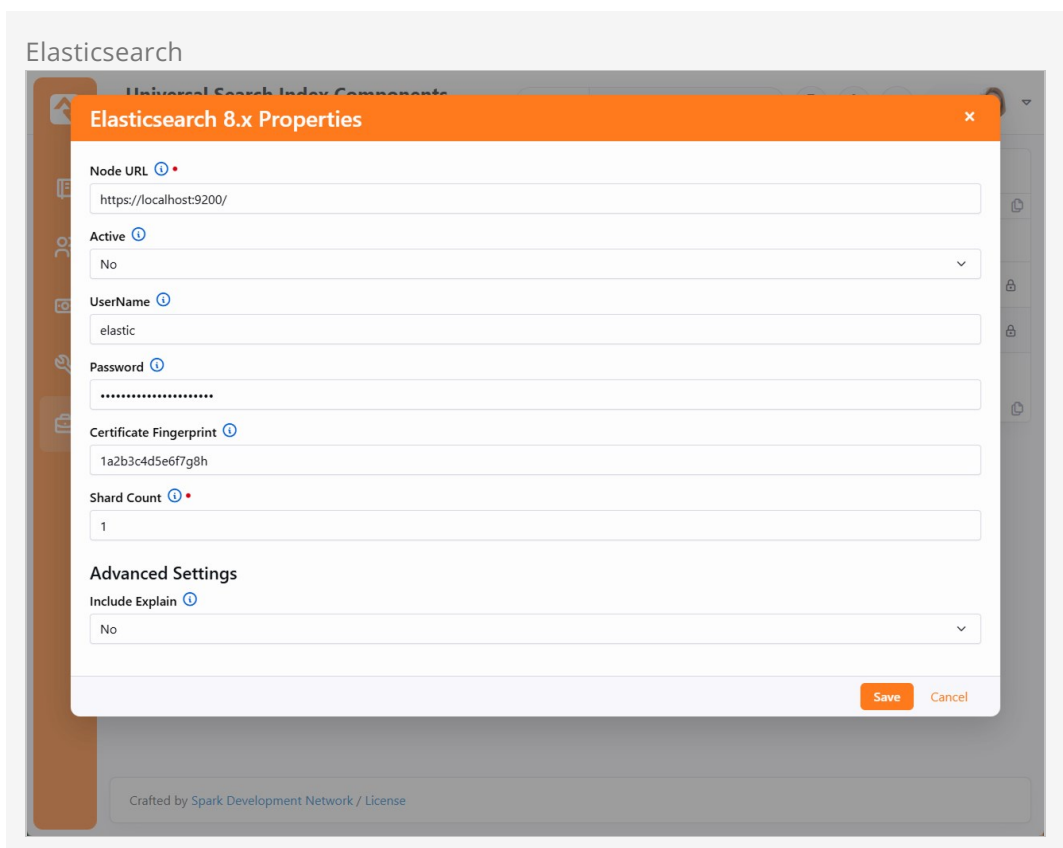 Elasticsearch
Universal Search Index Components
Elasticsearch 8.x Properties
Node URL
https://localhost:9200/
Active
No
UserName
elastic
Password
••••••••••••••••••••••
Certificate Fingerprint
1a2b3c4d5e6f7g8h
Shard Count
1
Advanced Settings
Include Explain
No
Save Cancel
Crafted by Spark Development Network / License